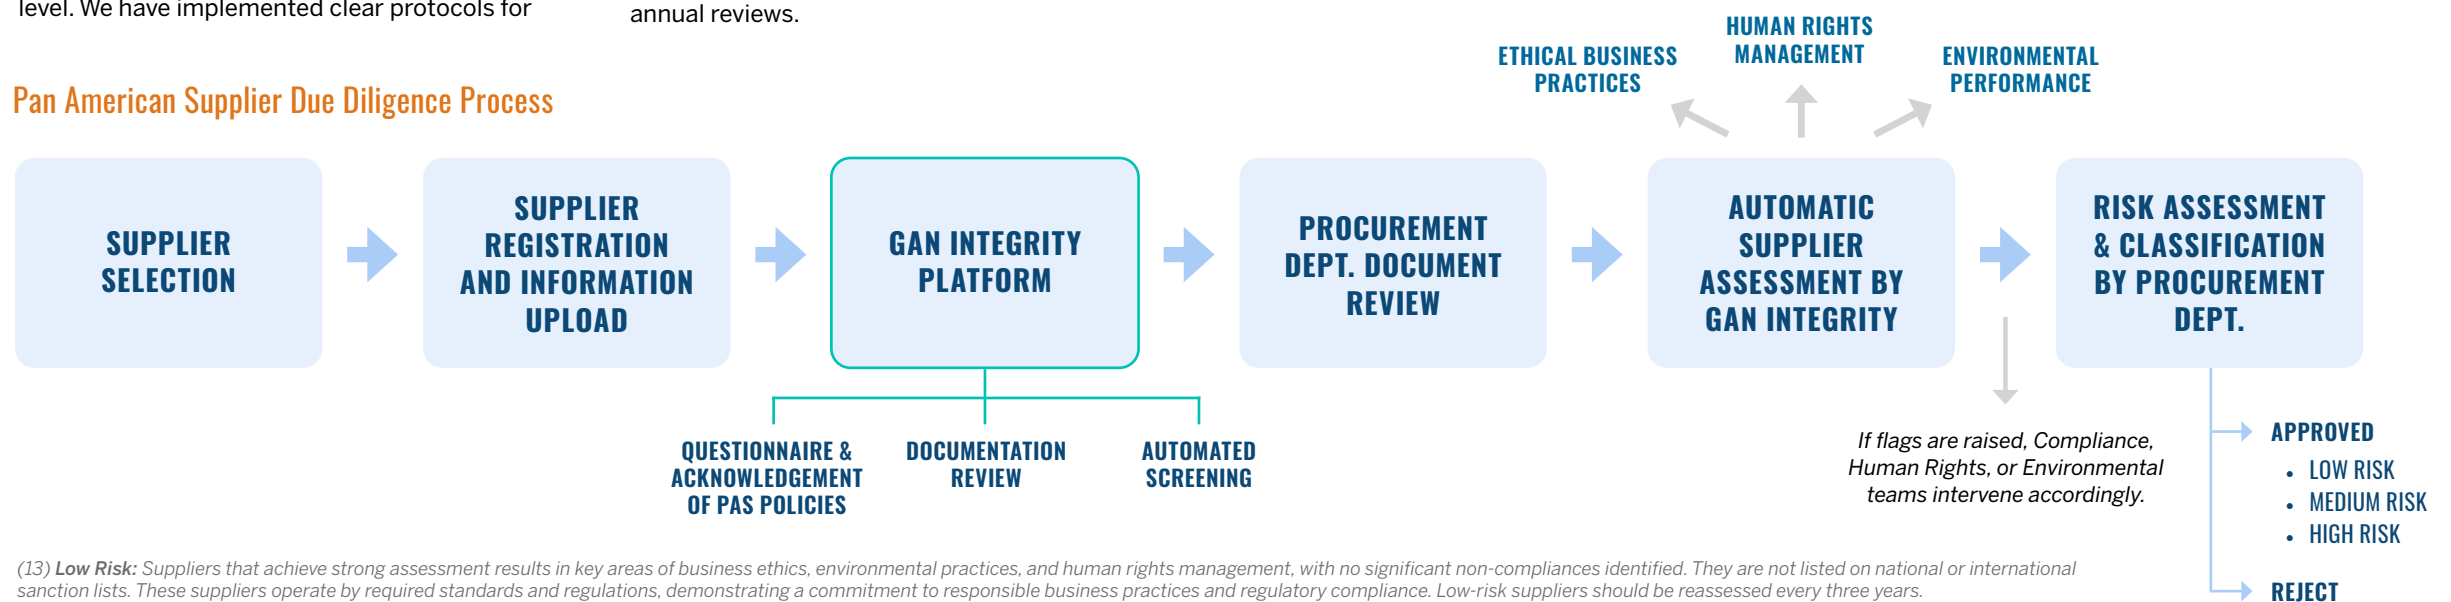 level. We have implemented clear protocols for
annual reviews.
Pan American Supplier Due Diligence Process
SUPPLIER
SELECTION
SUPPLIER
REGISTRATION
AND INFORMATION
UPLOAD
GAN INTEGRITY
PLATFORM
QUESTIONNAIRE &
ACKNOWLEDGEMENT
OF PAS POLICIES
DOCUMENTATION
REVIEW
AUTOMATED
SCREENING
PROCUREMENT
DEPT. DOCUMENT
REVIEW
AUTOMATIC
SUPPLIER
ASSESSMENT BY
GAN INTEGRITY
ETHICAL BUSINESS
PRACTICES
HUMAN RIGHTS
MANAGEMENT
ENVIRONMENTAL
PERFORMANCE
If flags are raised, Compliance,
Human Rights, or Environmental
teams intervene accordingly.
RISK ASSESSMENT
& CLASSIFICATION
BY PROCUREMENT
DEPT.
APPROVED
• LOW RISK
• MEDIUM RISK
• HIGH RISK
REJECT
(13) Low Risk: Suppliers that achieve strong assessment results in key areas of business ethics, environmental practices, and human rights management, with no significant non-compliances identified. They are not listed on national or international
sanction lists. These suppliers operate by required standards and regulations, demonstrating a commitment to responsible business practices and regulatory compliance. Low-risk suppliers should be reassessed every three years.